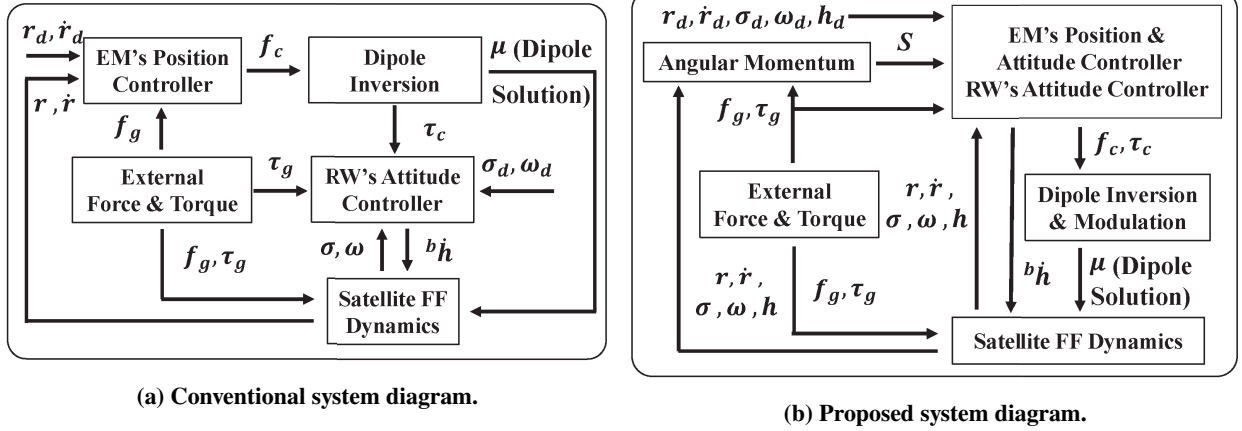 r_d, ṙ_d
EM's Position
Controller
f_c
Dipole
Inversion
μ (Dipole
Solution)
r, ṙ
f_g
τ_c
External
Force & Torque
τ_g
RW's Attitude
Controller
σ_d, ω_d
f_g, τ_g
σ, ω
ᵇḣ
Satellite FF
Dynamics
(a) Conventional system diagram.
r_d, ṙ_d, σ_d, ω_d, h_d
Angular Momentum
S
EM's Position &
Attitude Controller
RW's Attitude Controller
f_g, τ_g
f_c, τ_c
External
Force & Torque
r, ṙ,
σ, ω, h
Dipole Inversion
& Modulation
r, ṙ,
σ, ω, h
f_g, τ_g
ᵇḣ
μ (Dipole
Solution)
Satellite FF Dynamics
(b) Proposed system diagram.